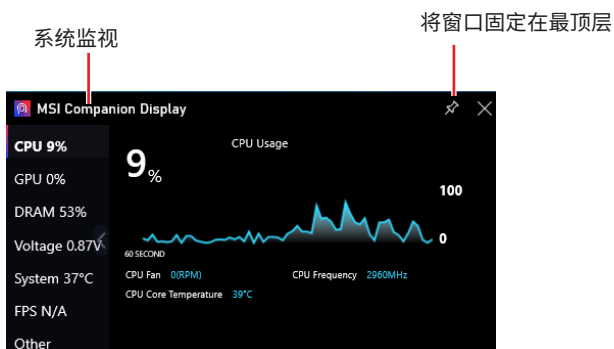 将窗口固定在最顶层
系统监视
MSI Companion Display
CPU 9%
GPU 0%
DRAM 53%
Voltage 0.87V
System 37°C
FPS N/A
Other
CPU Usage
9%
100
0
60 SECOND
CPU Fan 0(RPM) CPU Frequency 2960MHz
CPU Core Temperature 39°C